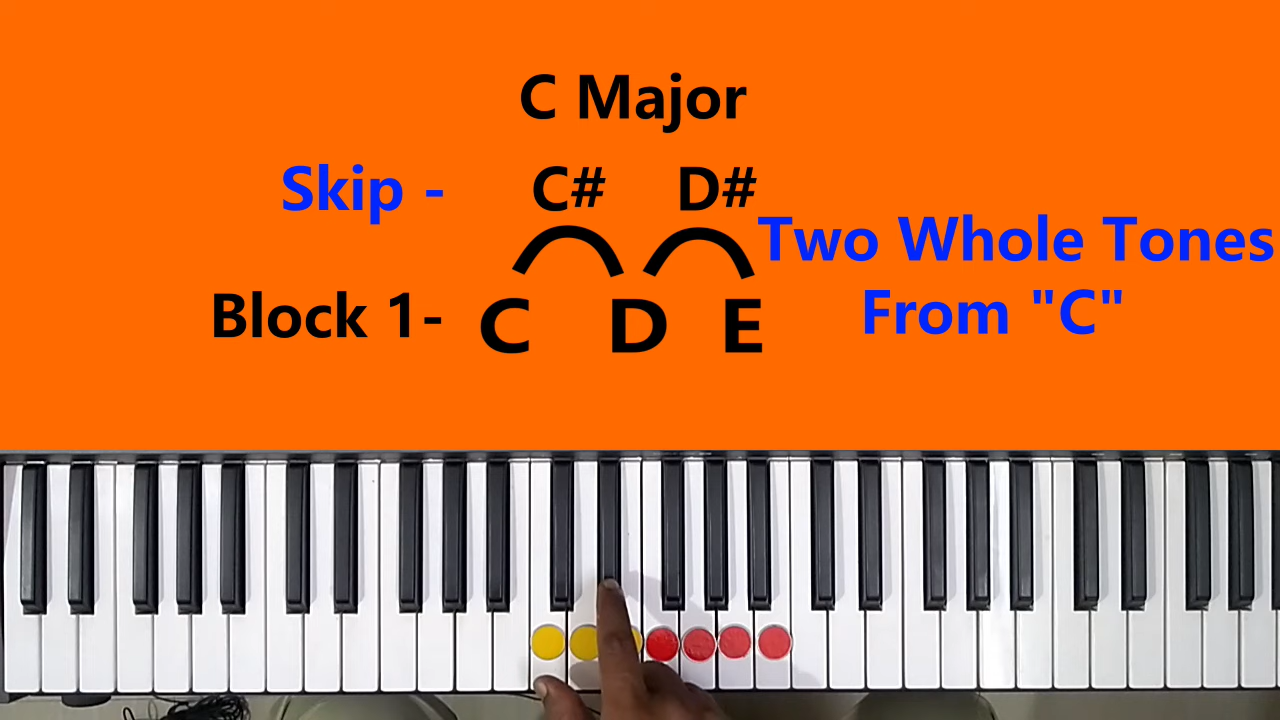 C Major
Skip - C# D#
Two Whole Tones
From "C"
Block 1- C D E